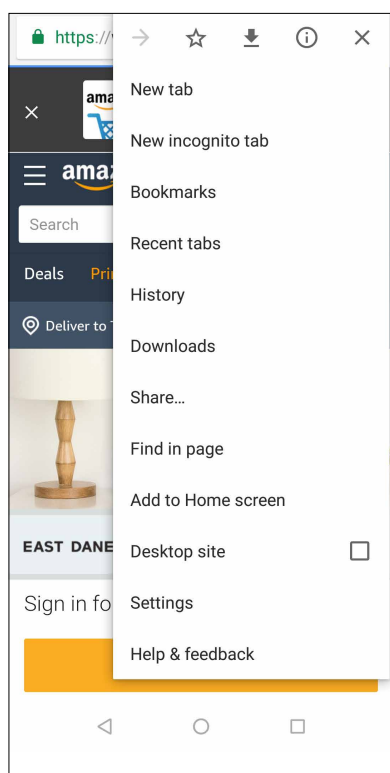 https://
New tab
ama
New incognito tab
Bookmarks
Search
Recent tabs
Deals
History
Deliver to
Downloads
Share...
Find in page
Add to Home screen
EAST DANE
Desktop site
Sign in fo
Settings
Help & feedback